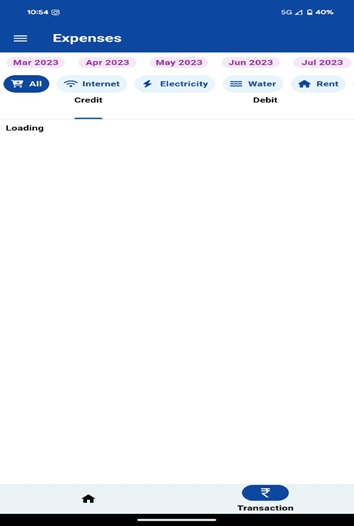 10:54 5G 40%
Expenses
Mar 2023 Apr 2023 May 2023 Jun 2023 Jul 2023
All Internet Electricity Water Rent
Credit Debit
Loading
₹
Transaction